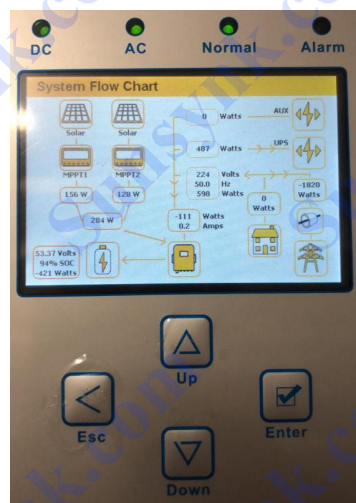 DC AC Normal Alarm
System Flow Chart
0 Watts AUX
Solar Solar
487 Watts UPS
MPPT1 MPPT2
224 Volts
50.0 Hz
598 Watts
-1820
Watts
156 W 128 W
0
Watts
284 W
-111 Watts
0.2 Amps
53.37 Volts
94% SOC
-421 Watts
Up
Esc
Enter
Down
Sunsynk.com